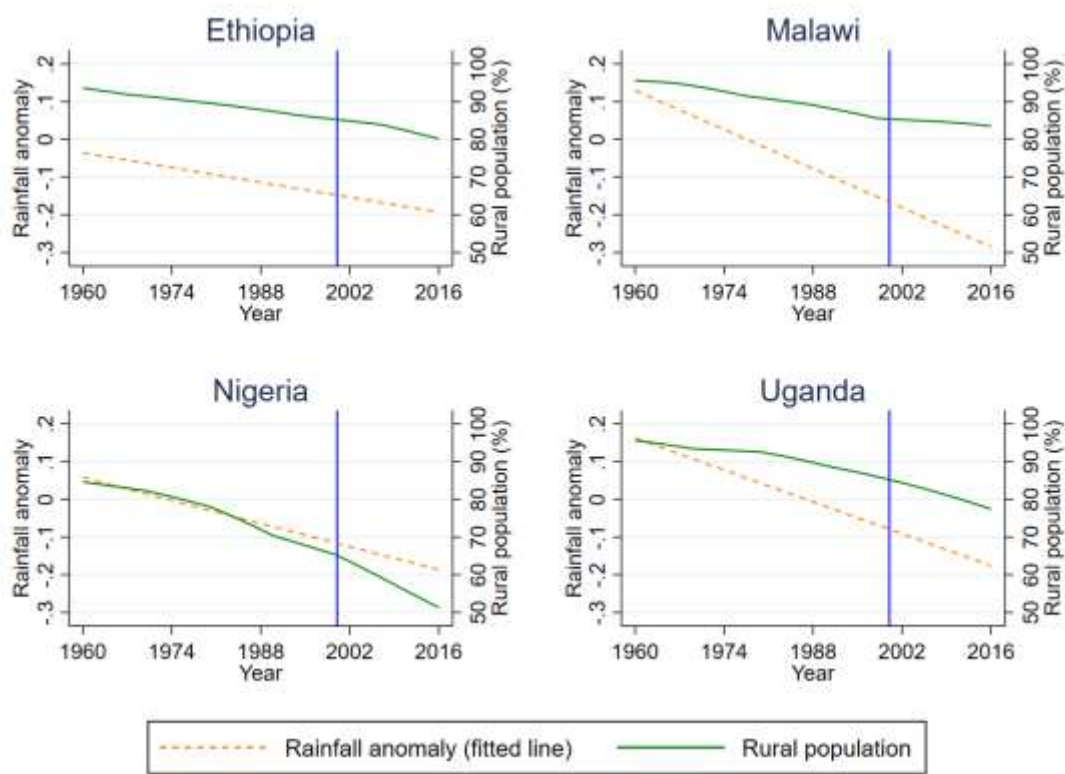 Ethiopia
Rainfall anomaly
.2
.1
0
-.1
-.2
-.3
100
90
80
70
60
50
Rural population (%)
1960 1974 1988 2002 2016
Year
Malawi
Rainfall anomaly
.2
.1
0
-.1
-.2
-.3
100
90
80
70
60
50
Rural population (%)
1960 1974 1988 2002 2016
Year
Nigeria
Rainfall anomaly
.2
.1
0
-.1
-.2
-.3
100
90
80
70
60
50
Rural population (%)
1960 1974 1988 2002 2016
Year
Uganda
Rainfall anomaly
.2
.1
0
-.1
-.2
-.3
100
90
80
70
60
50
Rural population (%)
1960 1974 1988 2002 2016
Year
Rainfall anomaly (fitted line) Rural population